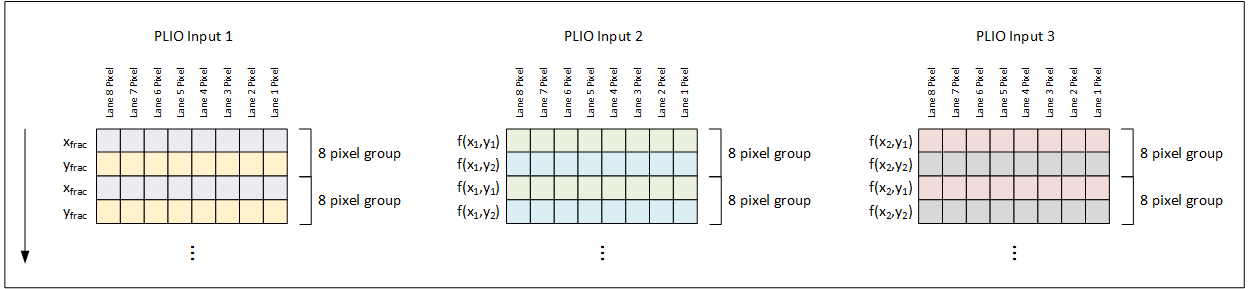 PLIO Input 1
Lane 8 Pixel
Lane 7 Pixel
Lane 6 Pixel
Lane 5 Pixel
Lane 4 Pixel
Lane 3 Pixel
Lane 2 Pixel
Lane 1 Pixel
xfrac
yfrac
xfrac
yfrac
8 pixel group
8 pixel group
⋮
PLIO Input 2
Lane 8 Pixel
Lane 7 Pixel
Lane 6 Pixel
Lane 5 Pixel
Lane 4 Pixel
Lane 3 Pixel
Lane 2 Pixel
Lane 1 Pixel
f(x₁,y₁)
f(x₁,y₂)
f(x₁,y₁)
f(x₁,y₂)
8 pixel group
8 pixel group
⋮
PLIO Input 3
Lane 8 Pixel
Lane 7 Pixel
Lane 6 Pixel
Lane 5 Pixel
Lane 4 Pixel
Lane 3 Pixel
Lane 2 Pixel
Lane 1 Pixel
f(x₂,y₁)
f(x₂,y₂)
f(x₂,y₁)
f(x₂,y₂)
8 pixel group
8 pixel group
⋮